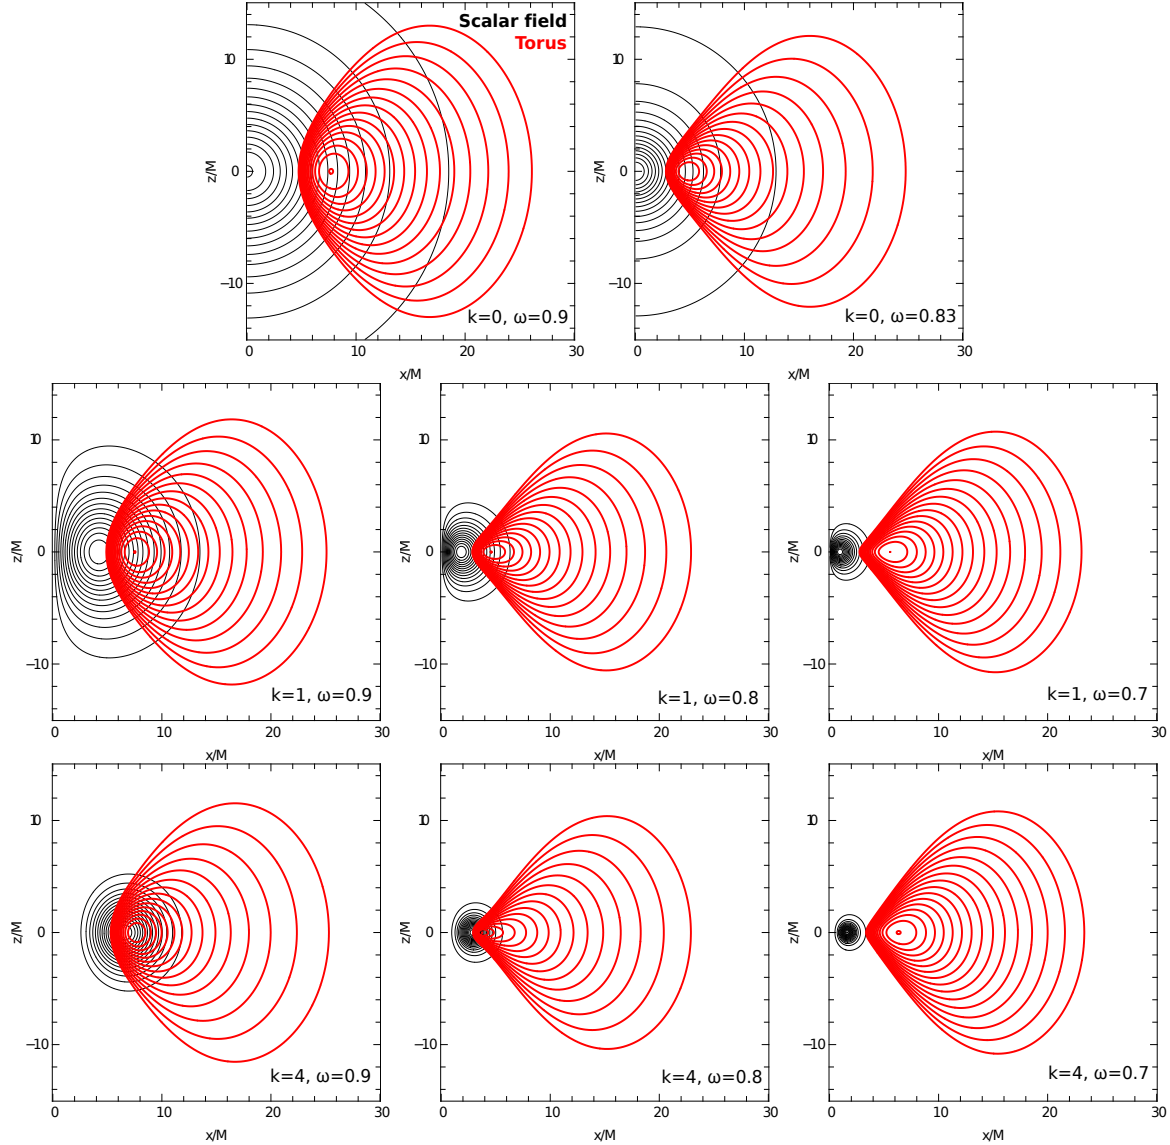 Scalar field
Torus
10
0
−10
z/M
k=0, ω=0.9
0 10 20 30
x/M
10
0
−10
z/M
k=0, ω=0.83
0 10 20 30
x/M
10
0
−10
z/M
k=1, ω=0.9
0 10 20 30
x/M
10
0
−10
z/M
k=1, ω=0.8
0 10 20 30
x/M
10
0
−10
z/M
k=1, ω=0.7
0 10 20 30
x/M
10
0
−10
z/M
k=4, ω=0.9
0 10 20 30
x/M
10
0
−10
z/M
k=4, ω=0.8
0 10 20 30
x/M
10
0
−10
z/M
k=4, ω=0.7
0 10 20 30
x/M